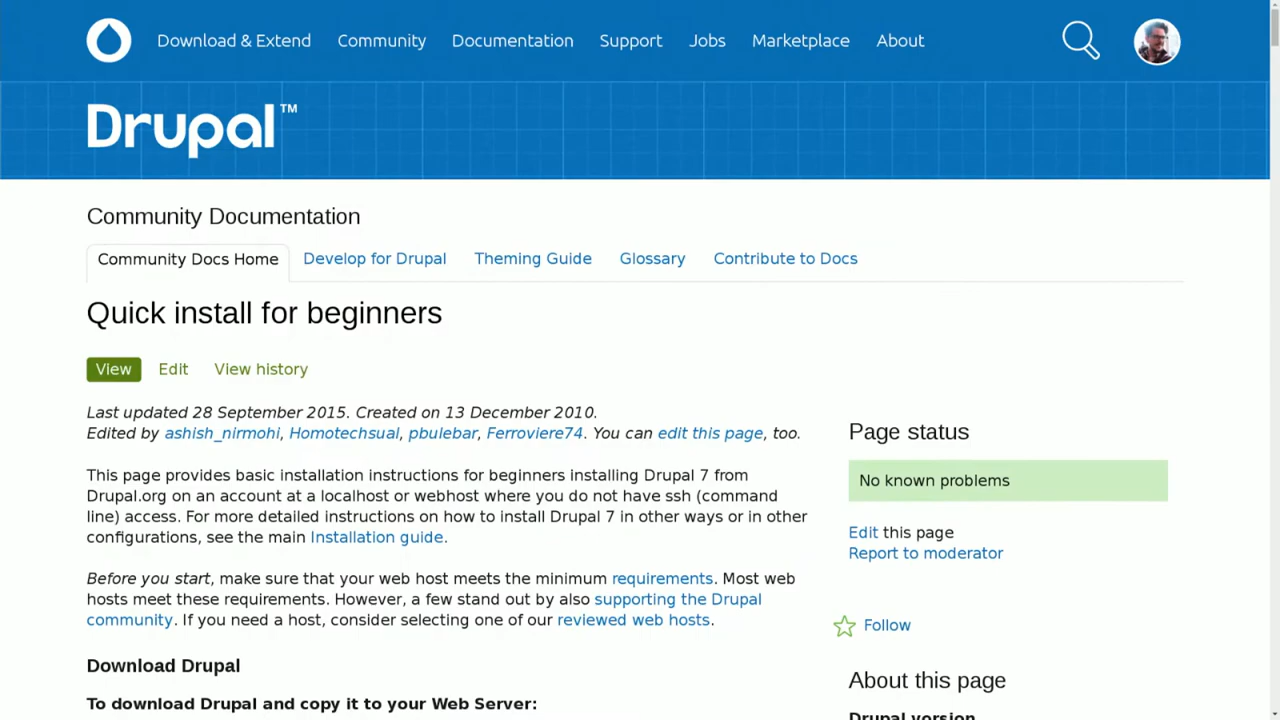 Download & Extend Community Documentation Support Jobs Marketplace About
Drupal™
Community Documentation
Community Docs Home Develop for Drupal Theming Guide Glossary Contribute to Docs
Quick install for beginners
View Edit View history
Last updated 28 September 2015. Created on 13 December 2010.
Edited by ashish_nirmohi, Homotechsual, pbulebar, Ferroviere74. You can edit this page, too.
This page provides basic installation instructions for beginners installing Drupal 7 from
Drupal.org on an account at a localhost or webhost where you do not have ssh (command
line) access. For more detailed instructions on how to install Drupal 7 in other ways or in other
configurations, see the main Installation guide.
Before you start, make sure that your web host meets the minimum requirements. Most web
hosts meet these requirements. However, a few stand out by also supporting the Drupal
community. If you need a host, consider selecting one of our reviewed web hosts.
Download Drupal
To download Drupal and copy it to your Web Server:
Page status
No known problems
Edit this page
Report to moderator
Follow
About this page
Drupal version